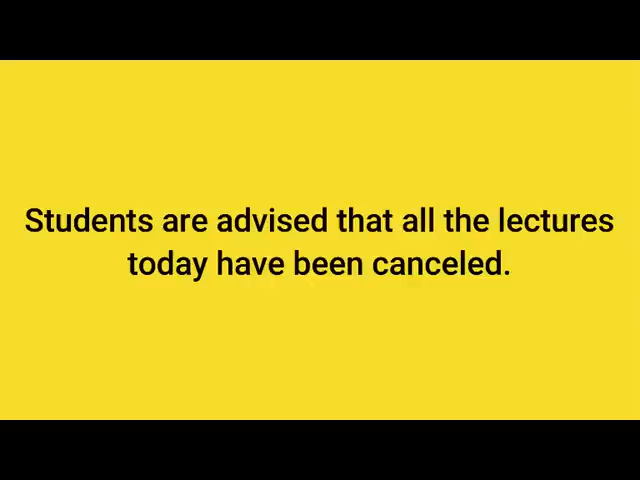 Students are advised that all the lectures
today have been canceled.